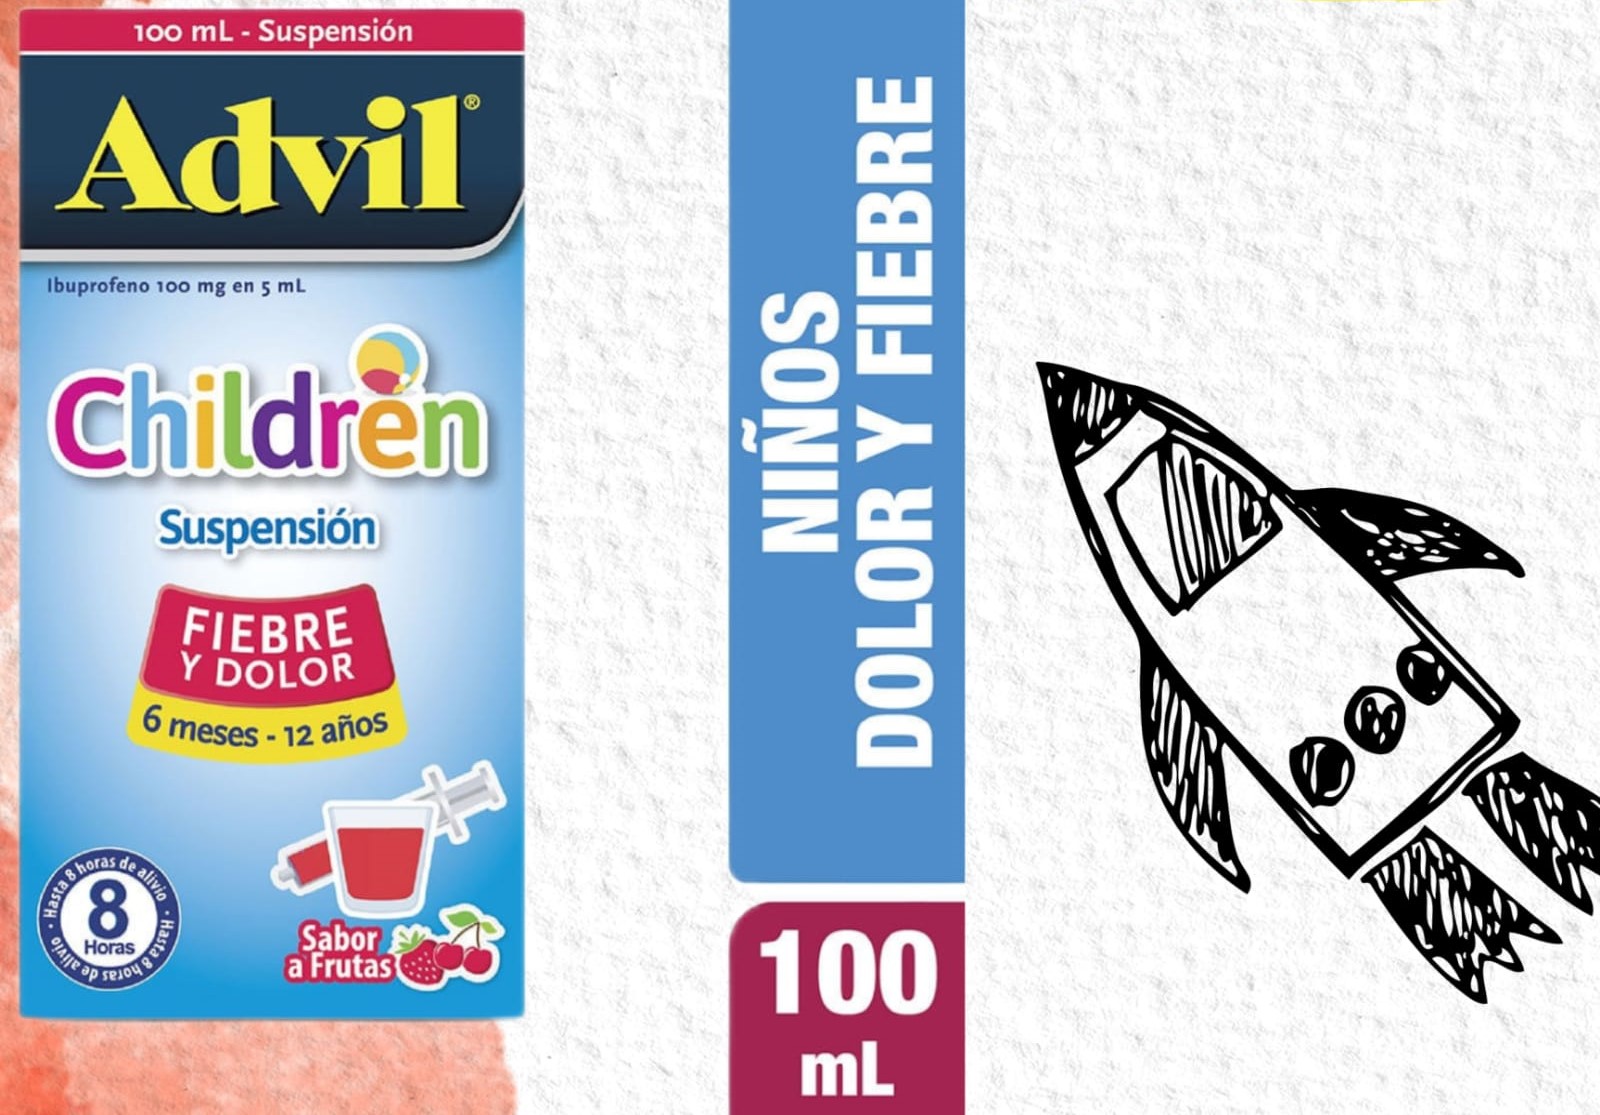 100 mL - Suspensión
Advil®
Ibuprofeno 100 mg en 5 mL
Children
Suspensión
FIEBRE
Y DOLOR
6 meses - 12 años
Hasta 8 horas de alivio · Hasta 8 horas de alivio ·
8
Horas
Sabor
a Frutas
NIÑOS
DOLOR Y FIEBRE
100
mL